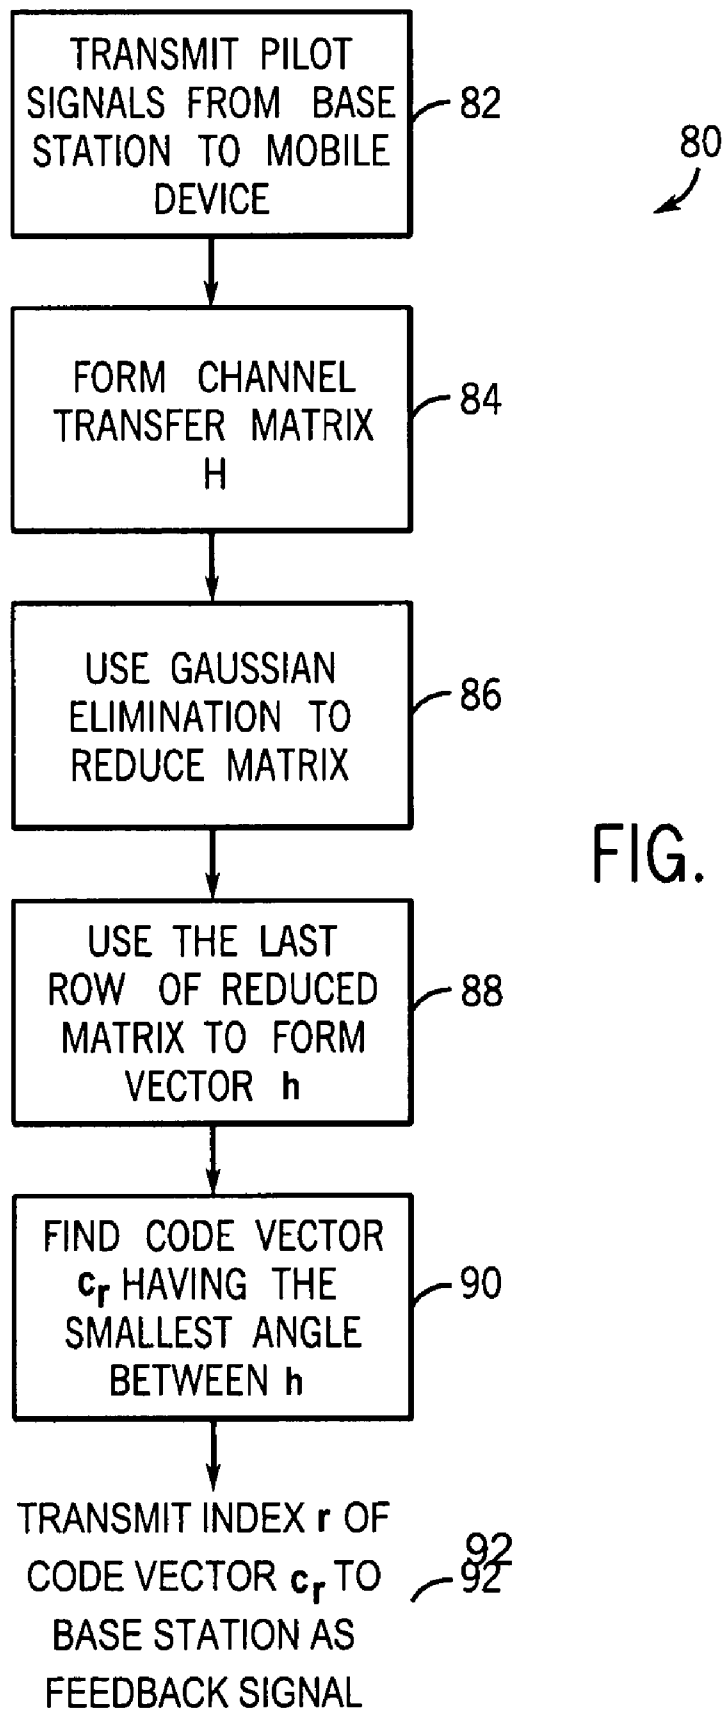 TRANSMIT PILOT
SIGNALS FROM BASE
STATION TO MOBILE
DEVICE
82
80
FORM CHANNEL
TRANSFER MATRIX
H
84
USE GAUSSIAN
ELIMINATION TO
REDUCE MATRIX
86
FIG.
USE THE LAST
ROW OF REDUCED
MATRIX TO FORM
VECTOR h
88
FIND CODE VECTOR
cr HAVING THE
SMALLEST ANGLE
BETWEEN h
90
TRANSMIT INDEX r OF
CODE VECTOR cr TO
BASE STATION AS
FEEDBACK SIGNAL
92
92